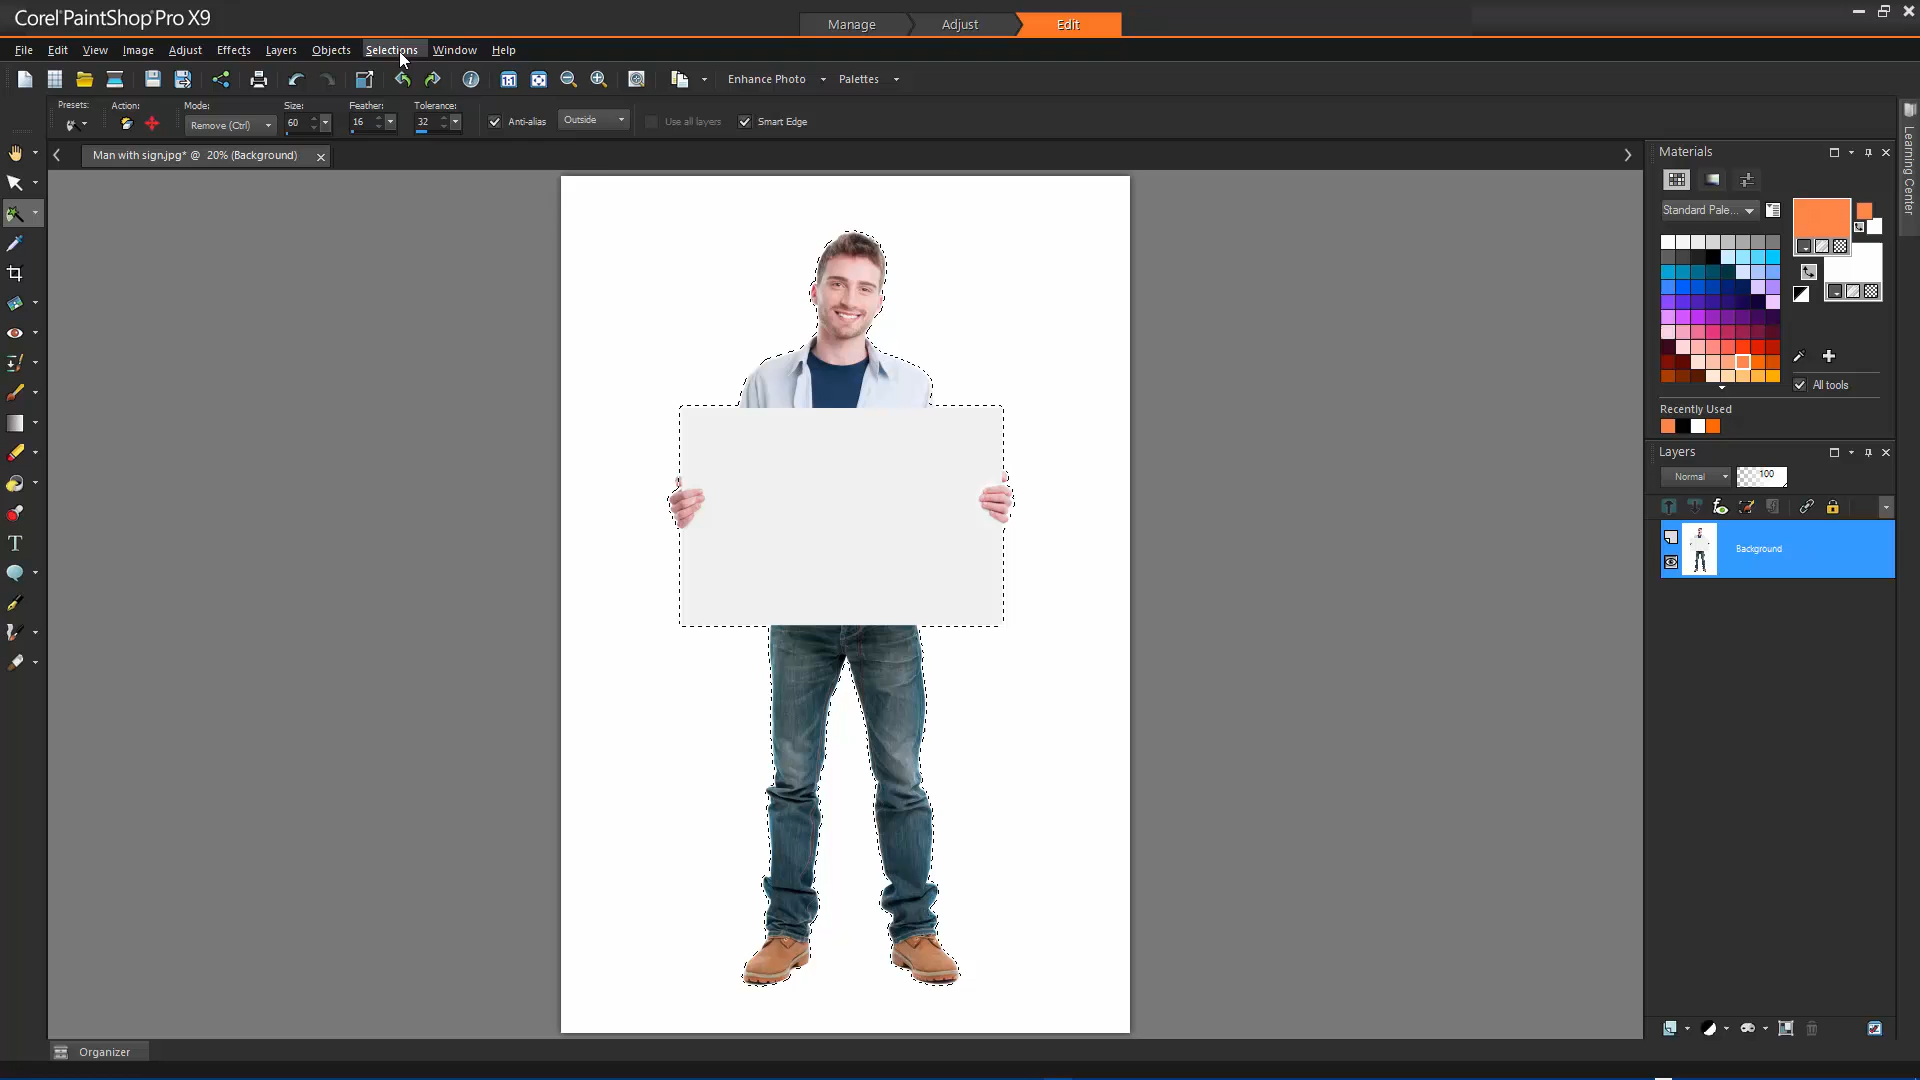 Corel PaintShop Pro X9
Manage Adjust Edit
File Edit View Image Adjust Effects Layers Objects Selections Window Help
1:1 Enhance Photo Palettes
Presets: Action: Mode: Size: Feather: Tolerance:
Remove (Ctrl) 60 16 32 Anti-alias Outside Use all layers Smart Edge
Man with sign.jpg* @ 20% (Background)
Materials
Learning Center
Standard Pale...
All tools
Recently Used
Layers
Normal 100
Background
T
Organizer